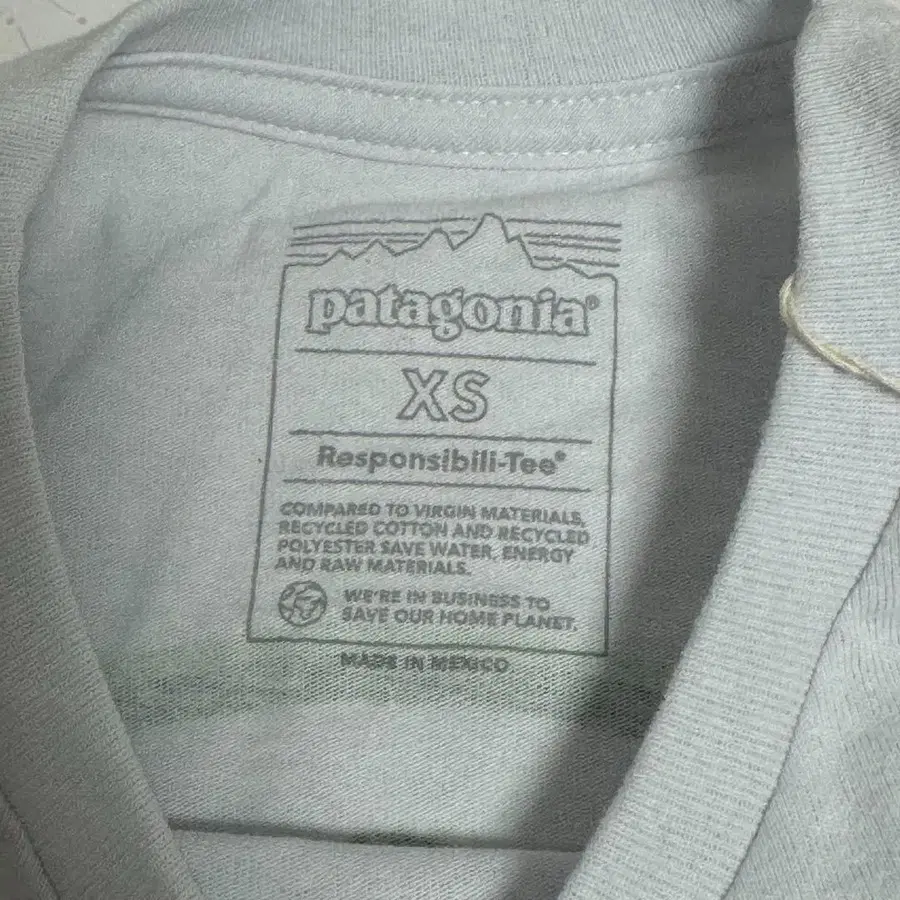 patagonia®
XS
Responsibili-Tee®
COMPARED TO VIRGIN MATERIALS,
RECYCLED COTTON AND RECYCLED
POLYESTER SAVE WATER, ENERGY
AND RAW MATERIALS.
WE'RE IN BUSINESS TO
SAVE OUR HOME PLANET.
MADE IN MEXICO